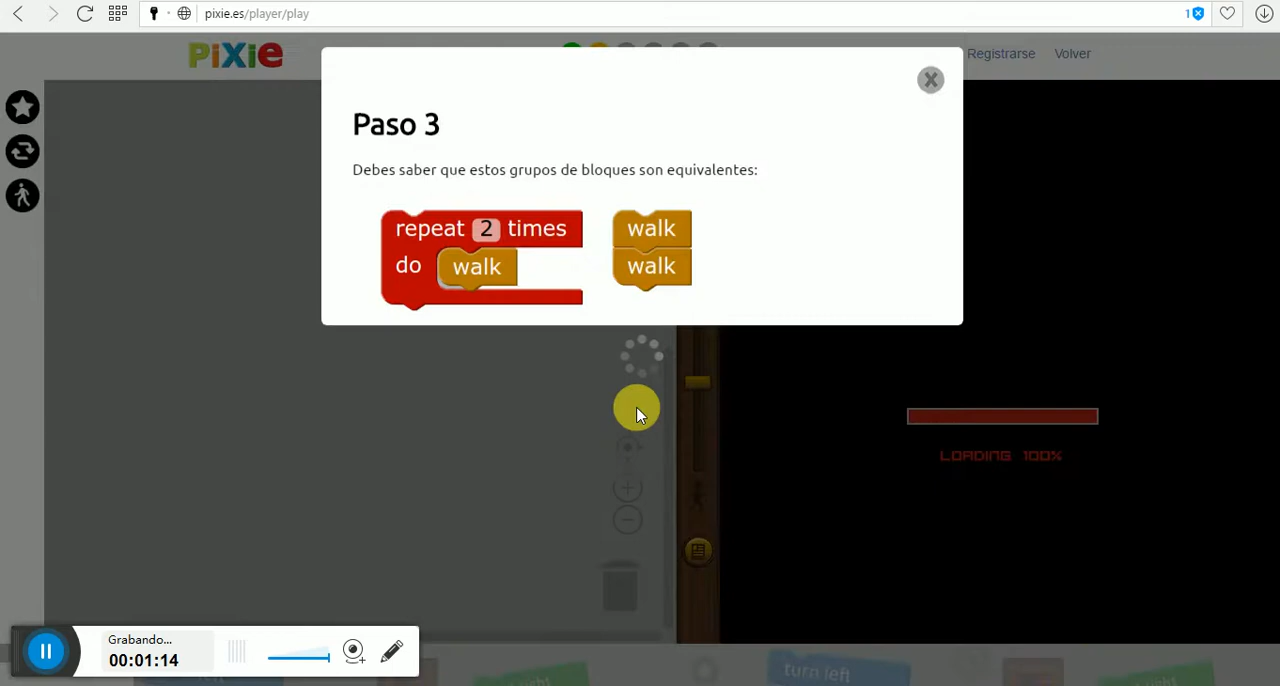 pixie.es/player/play
1
PiXie
Registrarse
Volver
Paso 3
Debes saber que estos grupos de bloques son equivalentes:
repeat 2 times
walk
do walk
walk
LOADING 100%
Grabando...
00:01:14
turn left